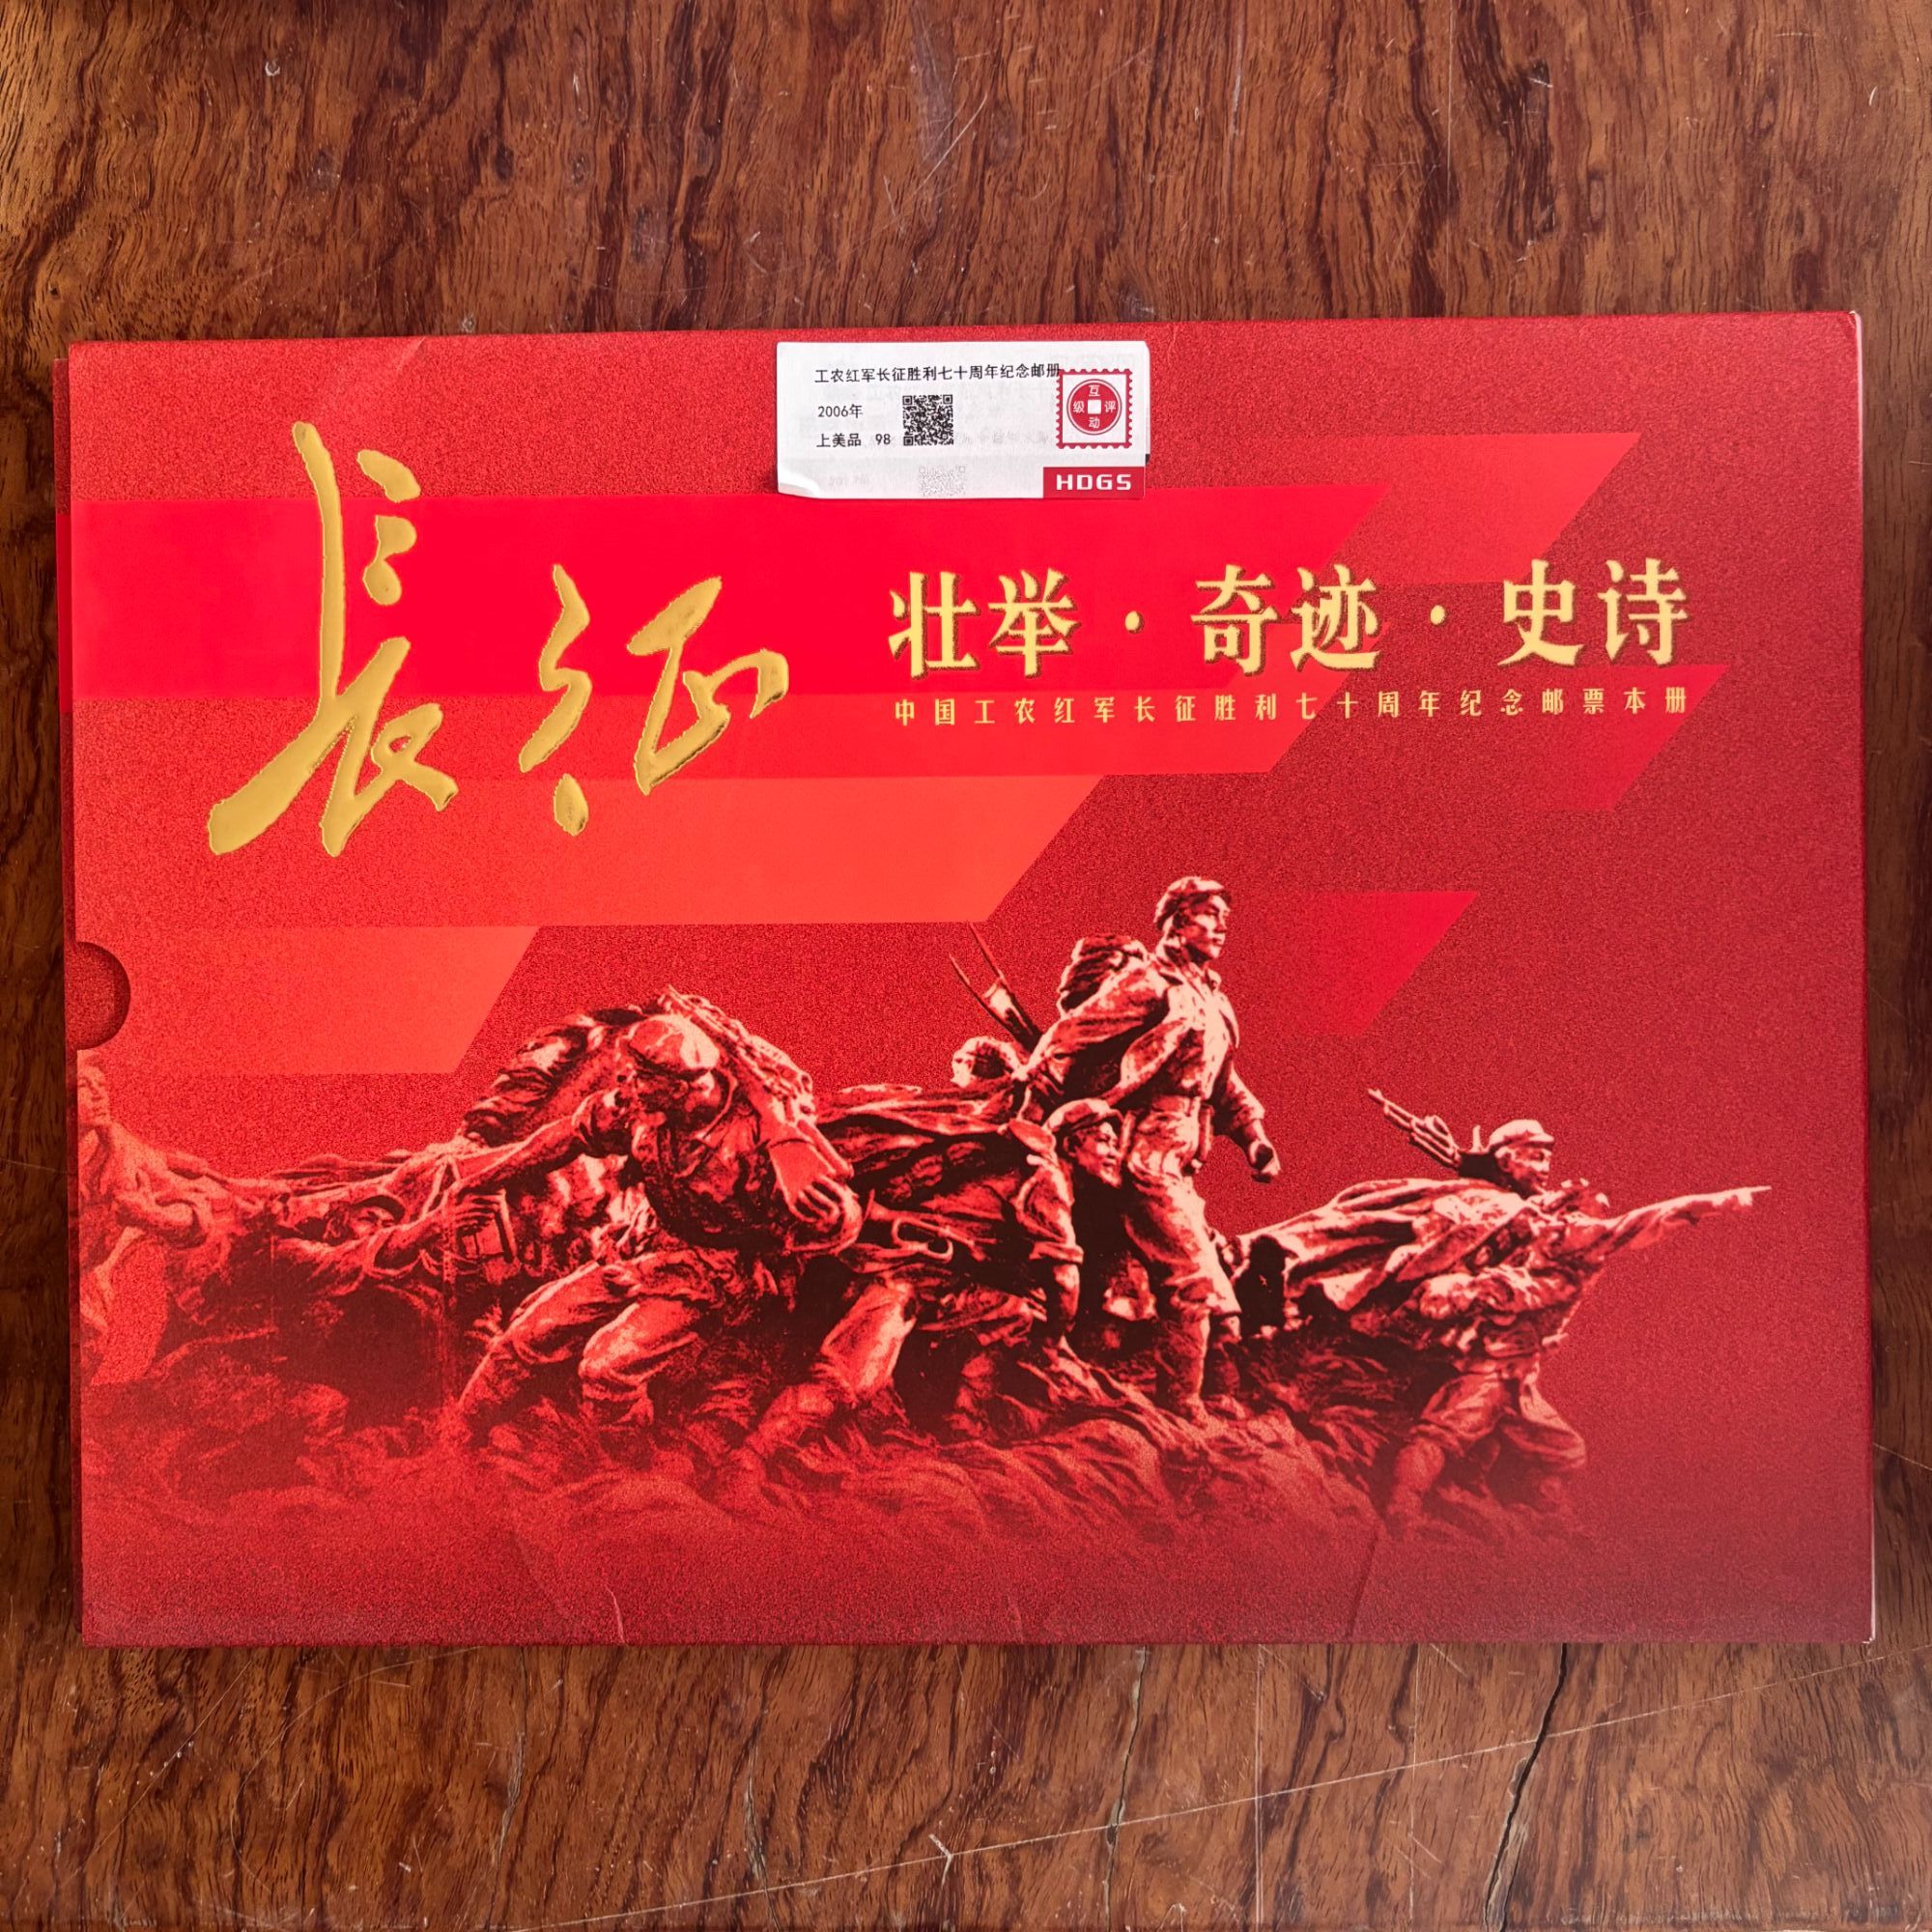 工农红军长征胜利七十周年纪念邮册
2006年
上美品 98
互
级 评
动
HDGS
長征
壮举·奇迹·史诗
中国工农红军长征胜利七十周年纪念邮票本册